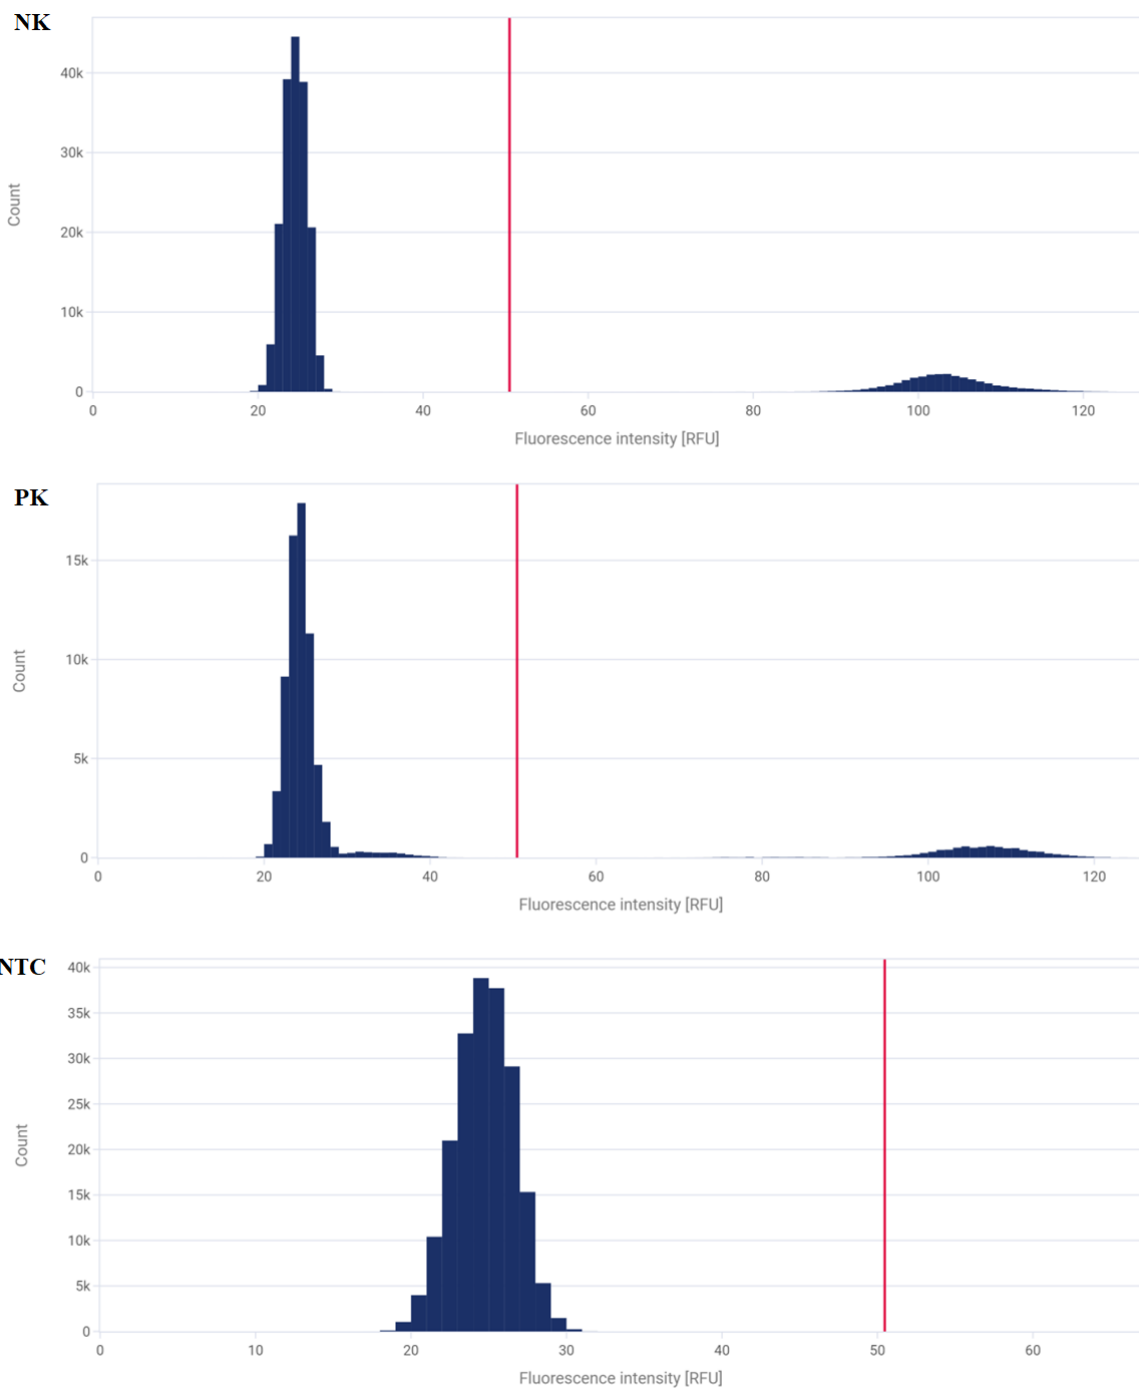 NK
40k
30k
20k
10k
0
Count
0 20 40 60 80 100 120
Fluorescence intensity [RFU]
PK
15k
10k
5k
0
Count
0 20 40 60 80 100 120
Fluorescence intensity [RFU]
NTC
40k
35k
30k
25k
20k
15k
10k
5k
0
Count
0 10 20 30 40 50 60
Fluorescence intensity [RFU]